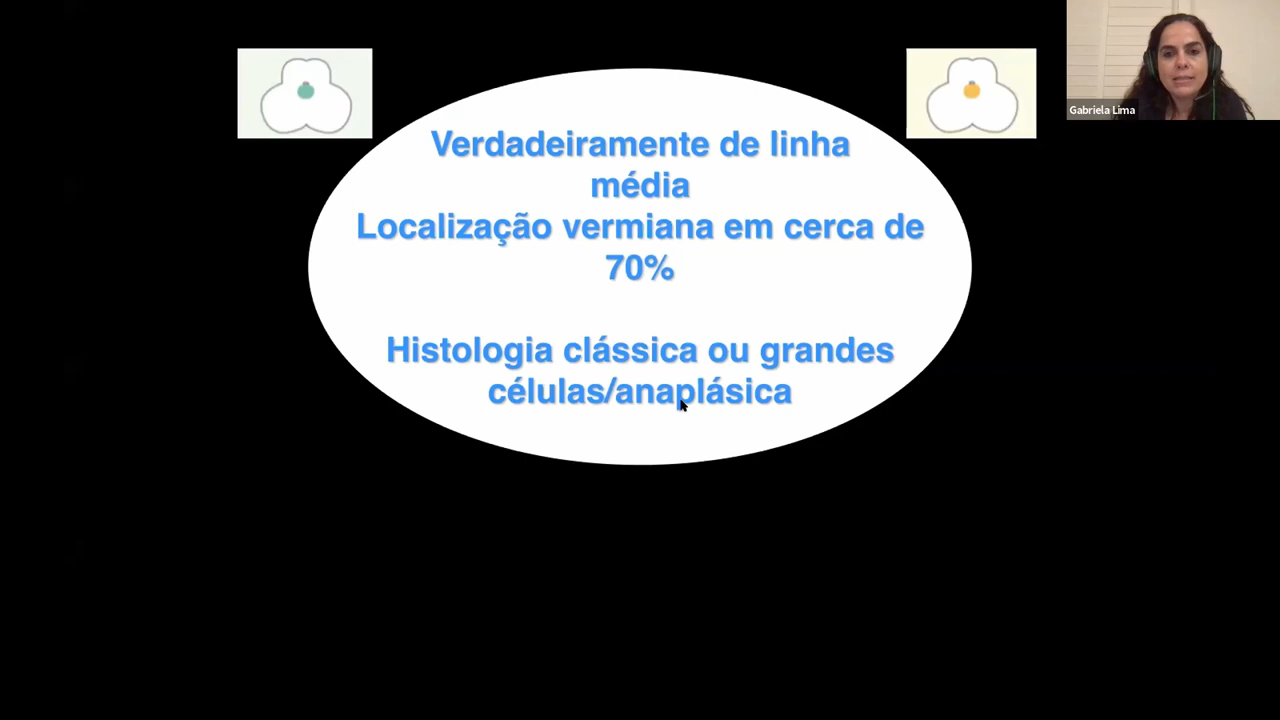 Verdadeiramente de linha
média
Localização vermiana em cerca de
70%
Histologia clássica ou grandes
células/anaplásica
Gabriela Lima